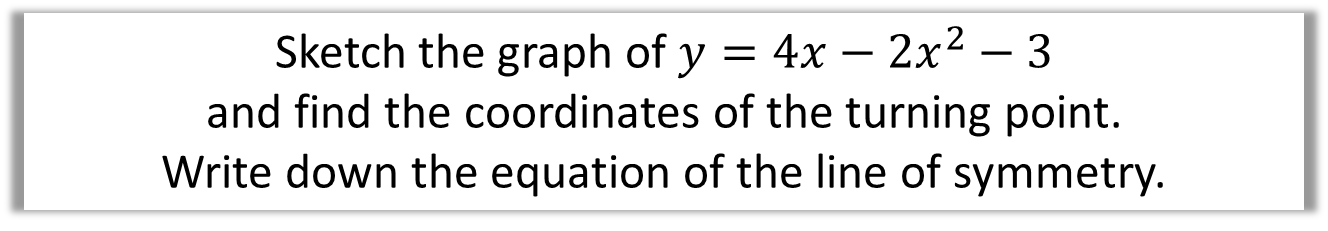 Sketch the graph of y = 4x − 2x² − 3
and find the coordinates of the turning point.
Write down the equation of the line of symmetry.